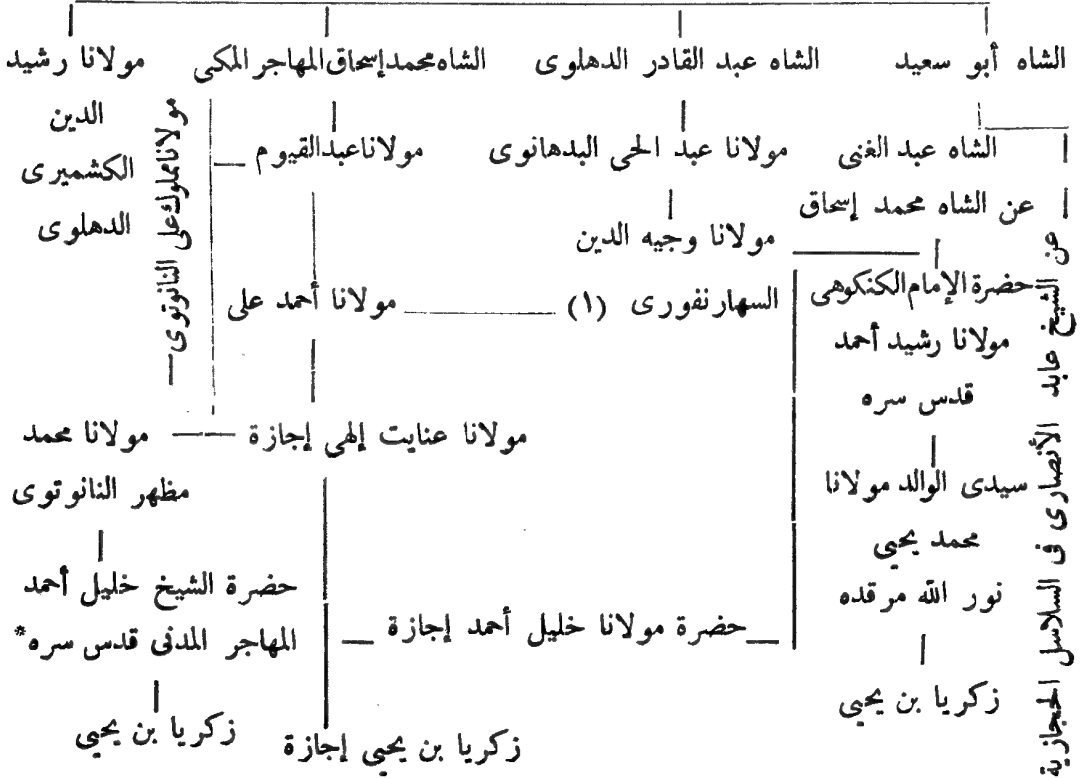 الشاه أبو سعيد
الشاه عبد القادر الدهلوى
الشاه محمد إسحاق المهاجر المكى
مولانا رشيد
الدين
الكشميرى
الدهلوى
الشاه عبد الغنى
عن الشاه محمد إسحاق
عن الشيخ عابد الأنصارى فى السلاسل الحجازية
مولانا عبد الحى البدهانوى
مولانا وجيه الدين
السهارنفورى (١)
مولانا عبد القيوم
مولانا مملوك على النانوتوى
مولانا أحمد على
حضرة الإمام الكنكوهى
مولانا رشيد أحمد
قدس سره
مولانا عنايت إلهى إجازة
مولانا محمد
مظهر النانوتوى
سيدى الوالد مولانا
محمد يحيى
نور الله مرقده
حضرة الشيخ خليل أحمد
المهاجر المدنى قدس سره*
حضرة مولانا خليل أحمد إجازة
زكريا بن يحيى
زكريا بن يحيى إجازة
زكريا بن يحيى